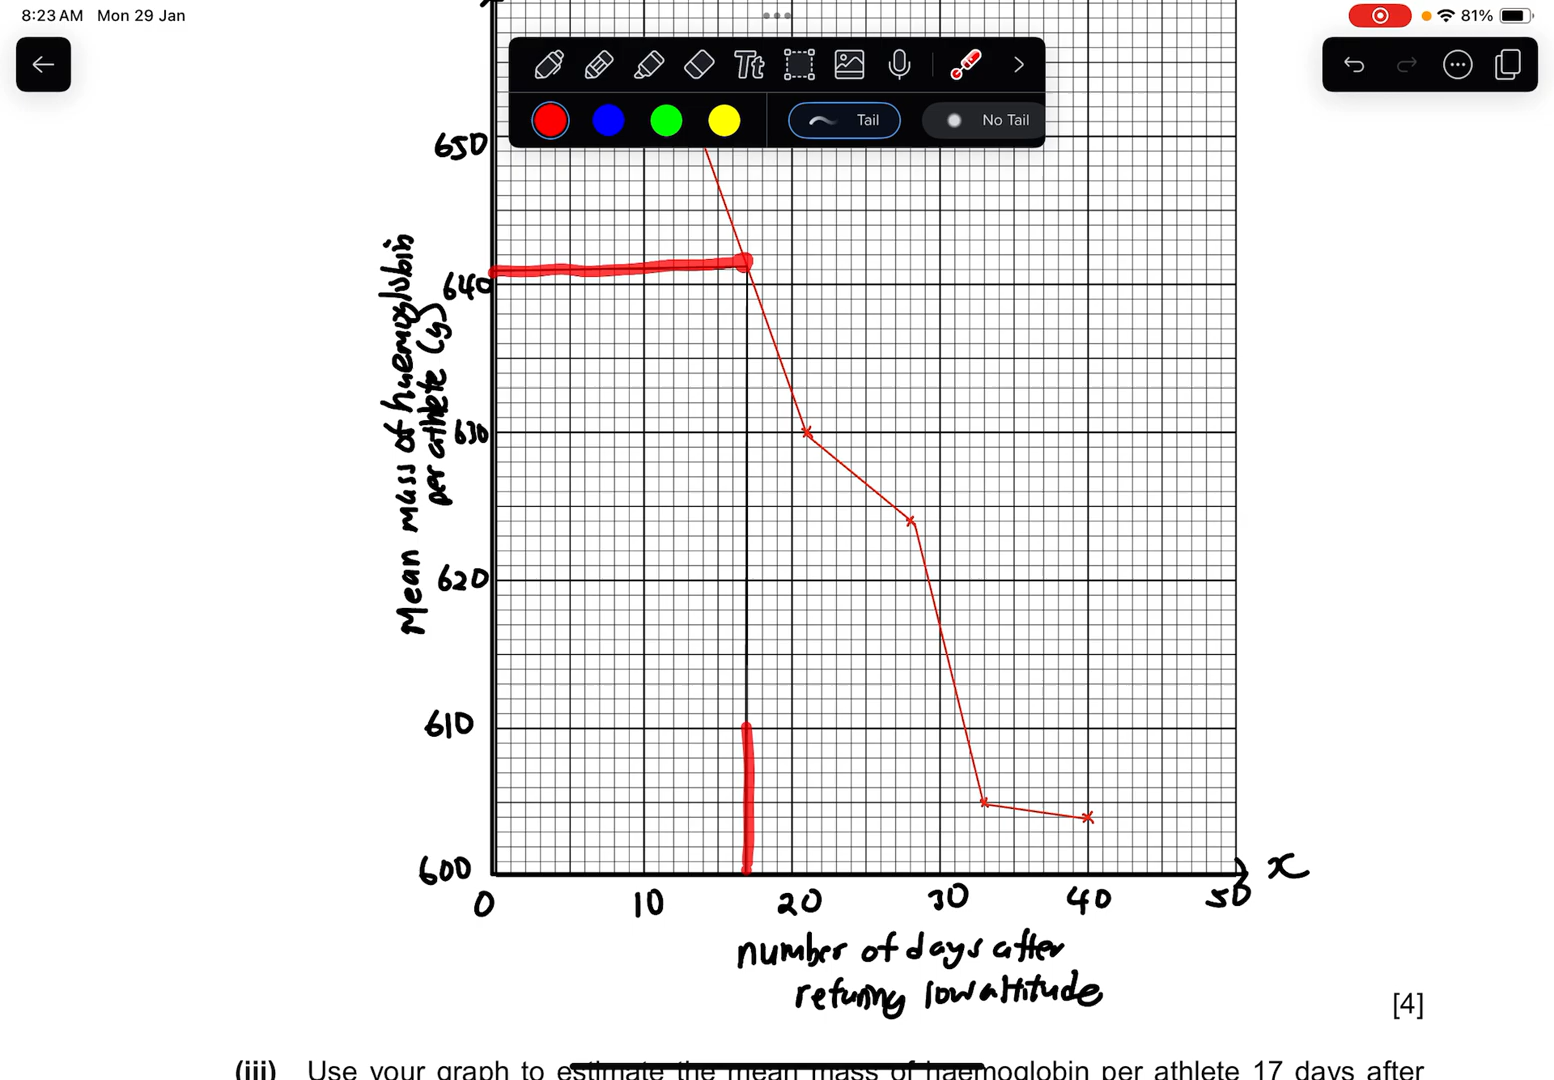 8:23 AM Mon 29 Jan
81%
Tt
Tail
No Tail
650
640
630
620
610
600
Mean mass of haemoglobin
per athlete (g)
0 10 20 30 40 50
x
number of days after
returing low altitude
[4]
(iii) Use your graph to estimate the mean mass of haemoglobin per athlete 17 days after